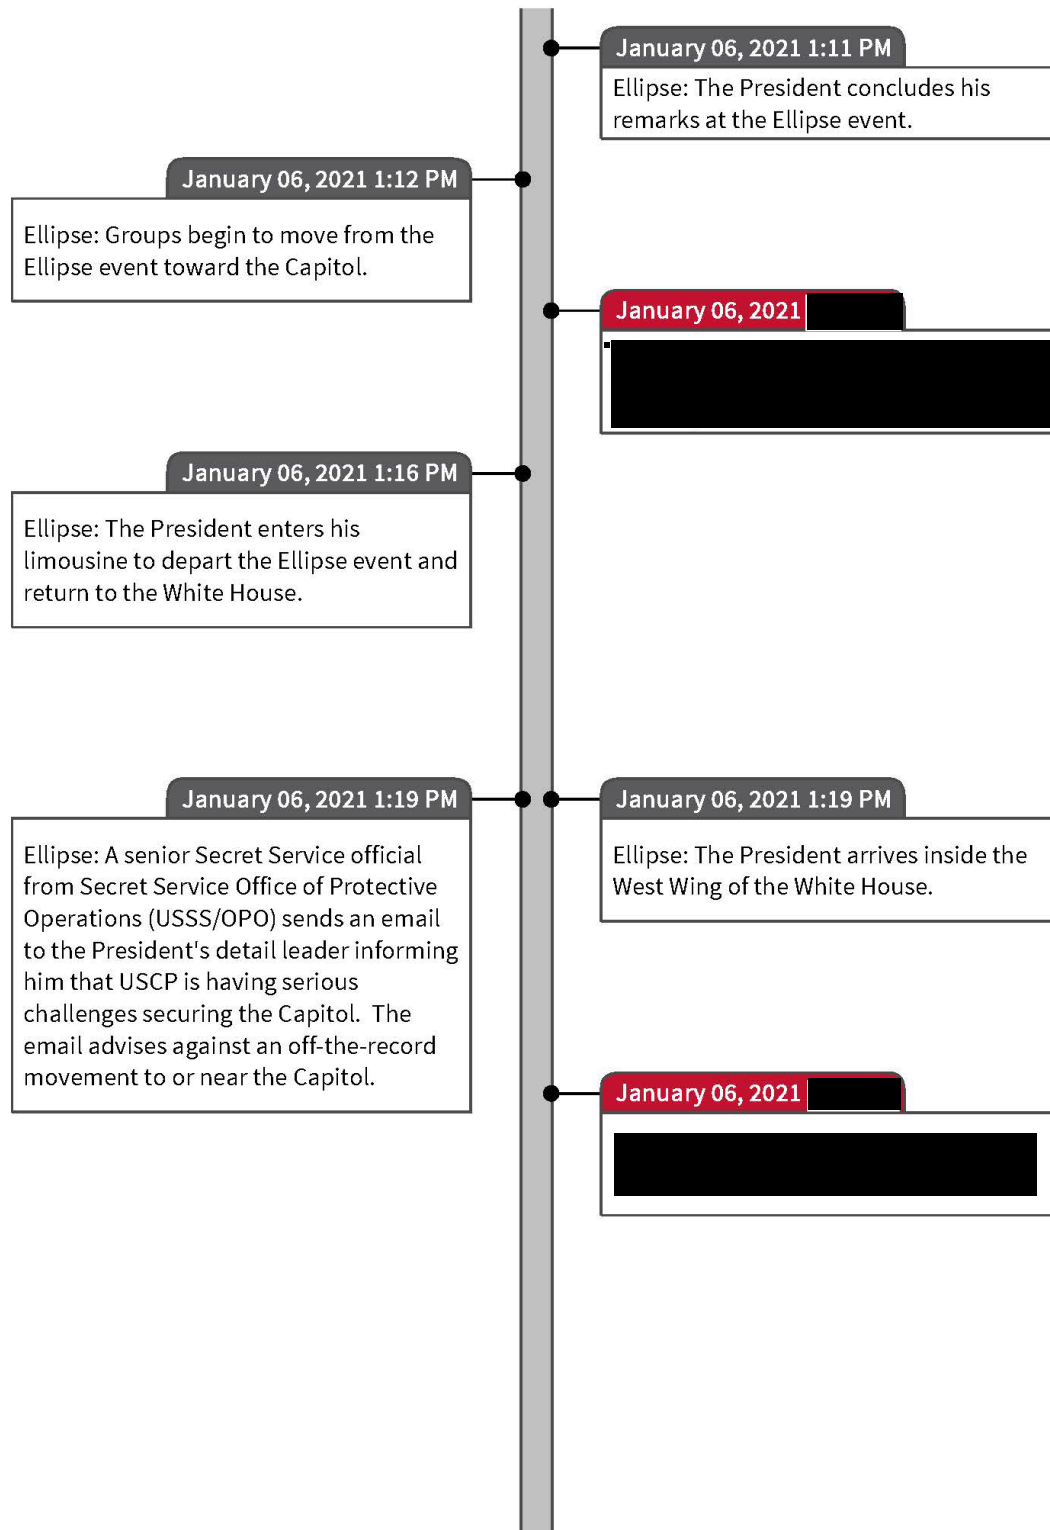 January 06, 2021 1:11 PM
Ellipse: The President concludes his
remarks at the Ellipse event.
January 06, 2021 1:12 PM
Ellipse: Groups begin to move from the
Ellipse event toward the Capitol.
January 06, 2021
January 06, 2021 1:16 PM
Ellipse: The President enters his
limousine to depart the Ellipse event and
return to the White House.
January 06, 2021 1:19 PM
Ellipse: A senior Secret Service official
from Secret Service Office of Protective
Operations (USSS/OPO) sends an email
to the President's detail leader informing
him that USCP is having serious
challenges securing the Capitol.  The
email advises against an off-the-record
movement to or near the Capitol.
January 06, 2021 1:19 PM
Ellipse: The President arrives inside the
West Wing of the White House.
January 06, 2021